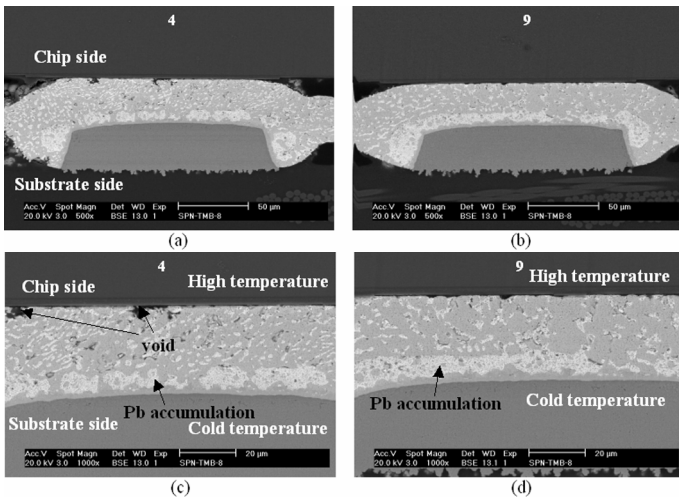 4
Chip side
Substrate side
Acc.V Spot Magn Det WD Exp
20.0 kV 3.0 500x BSE 13.0 1 SPN-TMB-8
50 µm
(a)
9
Acc.V Spot Magn Det WD Exp
20.0 kV 3.0 500x BSE 13.0 1 SPN-TMB-8
50 µm
(b)
4
Chip side
High temperature
void
Pb accumulation
Substrate side
Cold temperature
Acc.V Spot Magn Det WD Exp
20.0 kV 3.0 1000x BSE 13.0 1 SPN-TMB-8
20 µm
(c)
9
High temperature
Pb accumulation
Cold temperature
Acc.V Spot Magn Det WD Exp
20.0 kV 3.0 1000x BSE 13.1 1 SPN-TMB-8
20 µm
(d)